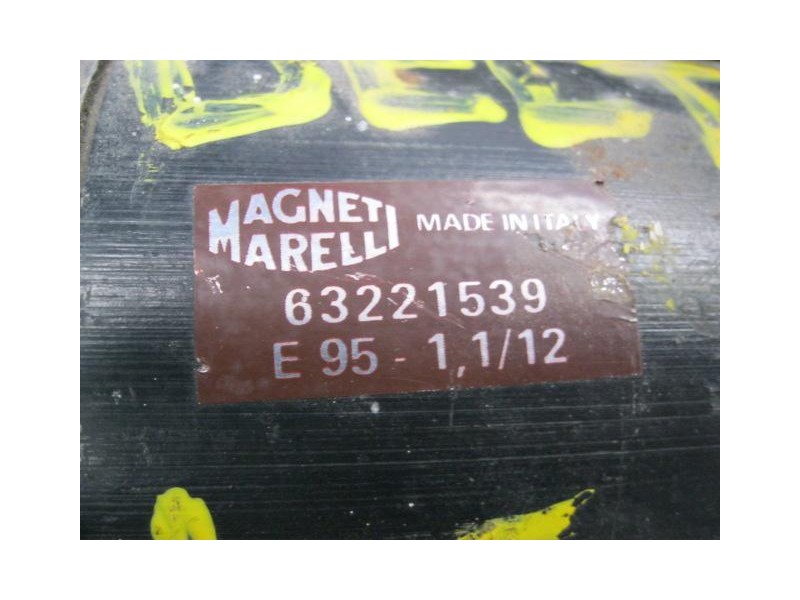 MAGNETI MARELLI MADE IN ITALY
63221539
E 95 - 1,1/12